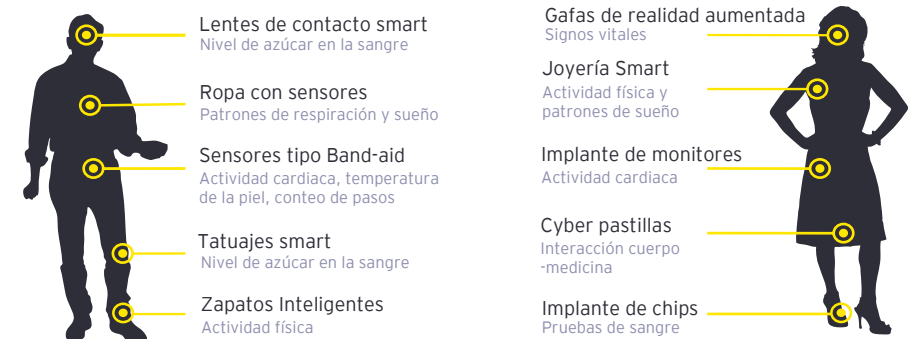 Lentes de contacto smart
Nivel de azúcar en la sangre
Ropa con sensores
Patrones de respiración y sueño
Sensores tipo Band-aid
Actividad cardiaca, temperatura
de la piel, conteo de pasos
Tatuajes smart
Nivel de azúcar en la sangre
Zapatos Inteligentes
Actividad física
Gafas de realidad aumentada
Signos vitales
Joyería Smart
Actividad física y
patrones de sueño
Implante de monitores
Actividad cardiaca
Cyber pastillas
Interacción cuerpo
-medicina
Implante de chips
Pruebas de sangre